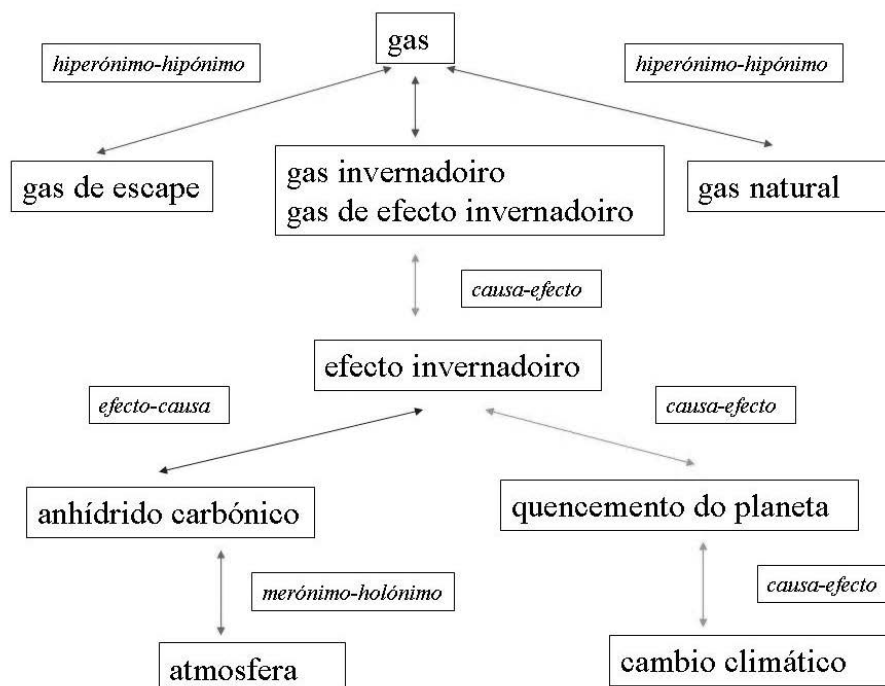 gas
hiperónimo-hipónimo
hiperónimo-hipónimo
gas de escape
gas invernadoiro
gas de efecto invernadoiro
gas natural
causa-efecto
efecto invernadoiro
efecto-causa
causa-efecto
anhídrido carbónico
quencemento do planeta
merónimo-holónimo
causa-efecto
atmosfera
cambio climático